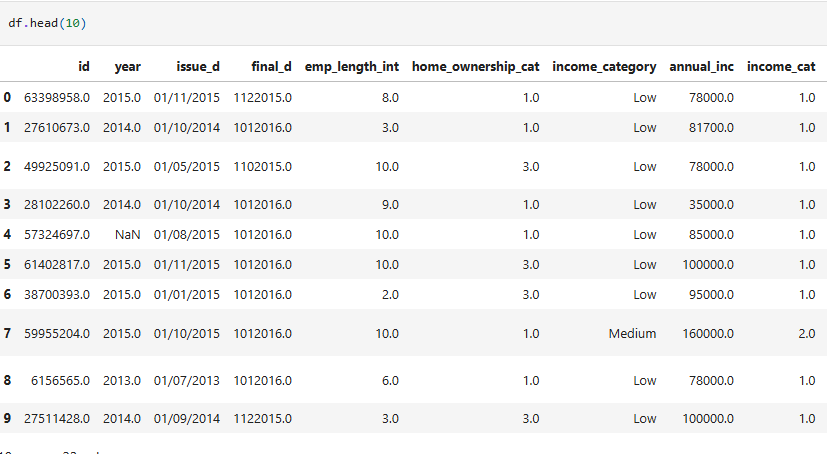 df.head(10)
id year issue_d final_d emp_length_int home_ownership_cat income_category annual_inc income_cat
0 63398958.0 2015.0 01/11/2015 1122015.0 8.0 1.0 Low 78000.0 1.0
1 27610673.0 2014.0 01/10/2014 1012016.0 3.0 1.0 Low 81700.0 1.0
2 49925091.0 2015.0 01/05/2015 1102015.0 10.0 3.0 Low 78000.0 1.0
3 28102260.0 2014.0 01/10/2014 1012016.0 9.0 1.0 Low 35000.0 1.0
4 57324697.0 NaN 01/08/2015 1012016.0 10.0 1.0 Low 85000.0 1.0
5 61402817.0 2015.0 01/11/2015 1012016.0 10.0 3.0 Low 100000.0 1.0
6 38700393.0 2015.0 01/01/2015 1012016.0 2.0 3.0 Low 95000.0 1.0
7 59955204.0 2015.0 01/10/2015 1012016.0 10.0 1.0 Medium 160000.0 2.0
8 6156565.0 2013.0 01/07/2013 1012016.0 6.0 1.0 Low 78000.0 1.0
9 27511428.0 2014.0 01/09/2014 1122015.0 3.0 3.0 Low 100000.0 1.0